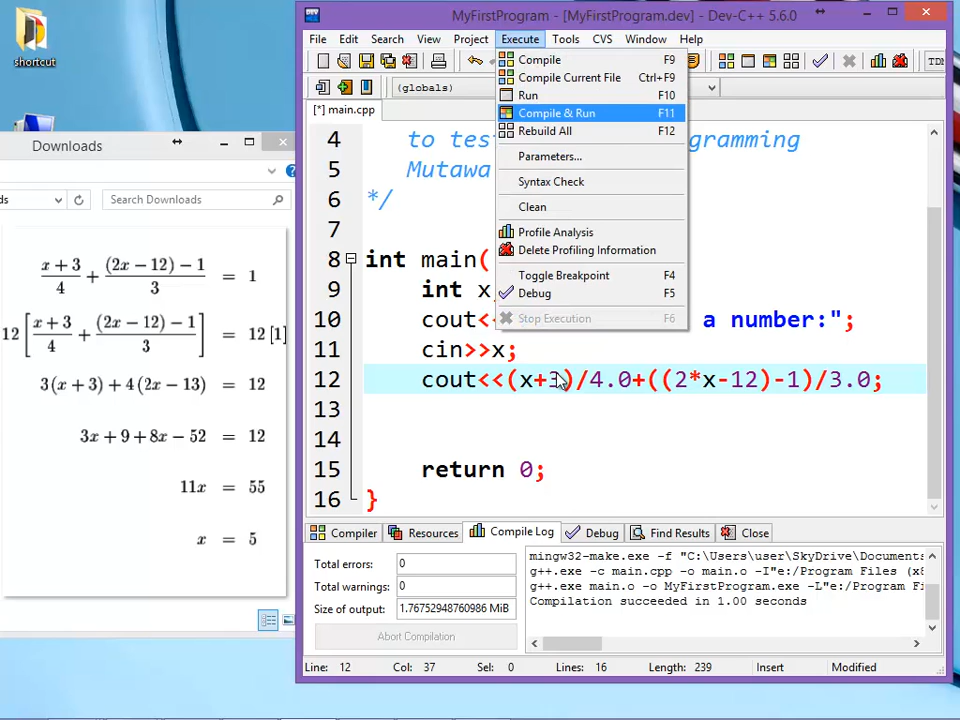 shortcut
MyFirstProgram - [MyFirstProgram.dev] - Dev-C++ 5.6.0
File Edit Search View Project Execute Tools CVS Window Help
TDM
(globals)
[*] main.cpp
Compile F9
Compile Current File Ctrl+F9
Run F10
Compile & Run F11
Rebuild All F12
Parameters...
Syntax Check
Clean
Profile Analysis
Delete Profiling Information
Toggle Breakpoint F4
Debug F5
Stop Execution F6
4 to tes gramming
5 Mutawa
6 */
7
8 int main(
9 int x
10 cout<< a number:";
11 cin>>x;
12 cout<<(x+3)/4.0+((2*x-12)-1)/3.0;
13
14
15 return 0;
16 }
Compiler Resources Compile Log Debug Find Results Close
Total errors: 0
Total warnings: 0
Size of output: 1.76752948760986 MiB
Abort Compilation
mingw32-make.exe -f "C:\Users\user\SkyDrive\Documents
g++.exe -c main.cpp -o main.o -I"e:/Program Files (x8
g++.exe main.o -o MyFirstProgram.exe -L"e:/Program Fi
Compilation succeeded in 1.00 seconds
Line: 12 Col: 37 Sel: 0 Lines: 16 Length: 239 Insert Modified
Downloads
ds Search Downloads
x + 3 / 4 + (2x − 12) − 1 / 3 = 1
12 [ x + 3 / 4 + (2x − 12) − 1 / 3 ] = 12 [1]
3(x + 3) + 4(2x − 13) = 12
3x + 9 + 8x − 52 = 12
11x = 55
x = 5